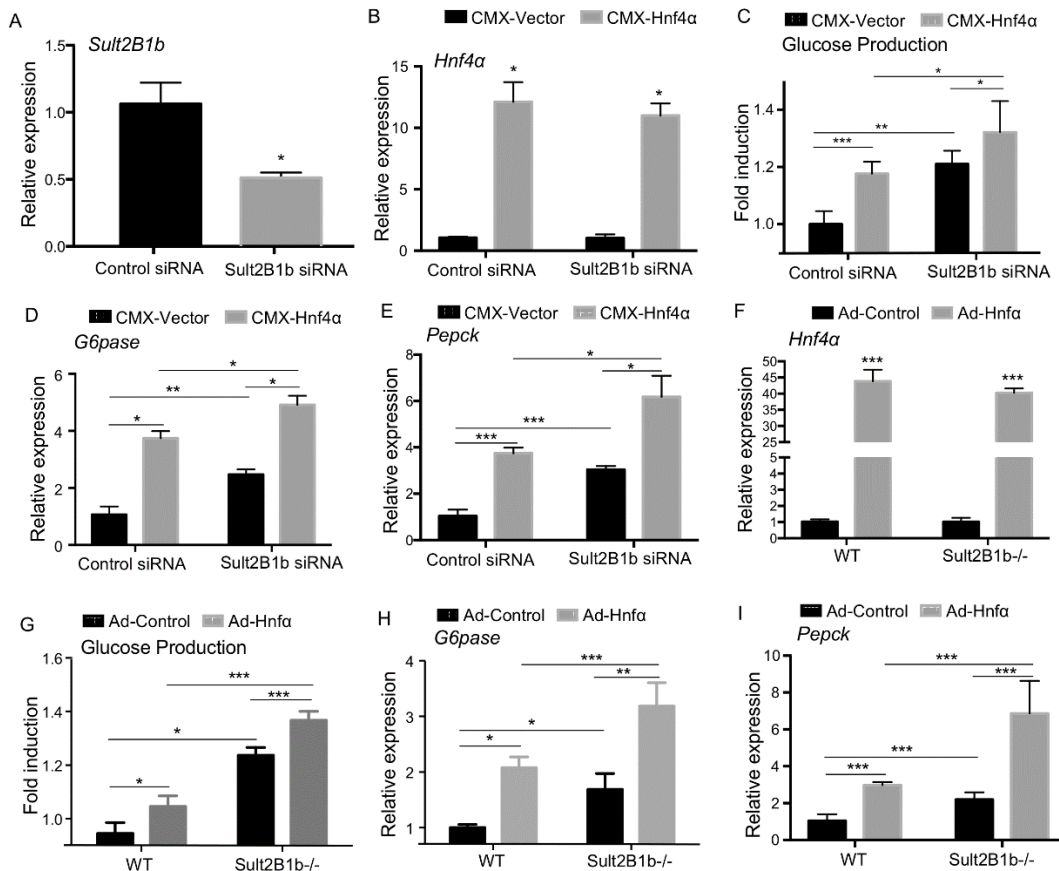 A
Sult2B1b
Relative expression
1.5
1.0
0.5
0.0
*
Control siRNA Sult2B1b siRNA
B
CMX-Vector CMX-Hnf4α
Hnf4α
Relative expression
15
10
5
0
* *
Control siRNA Sult2B1b siRNA
C
CMX-Vector CMX-Hnf4α
Glucose Production
Fold induction
1.4
1.2
1.0
*
*
**
***
Control siRNA Sult2B1b siRNA
D
CMX-Vector CMX-Hnf4α
G6pase
Relative expression
6
4
2
0
*
**
*
*
Control siRNA Sult2B1b siRNA
E
CMX-Vector CMX-Hnf4α
Pepck
Relative expression
8
6
4
2
0
*
*
***
***
Control siRNA Sult2B1b siRNA
F
Ad-Control Ad-Hnfα
Hnf4α
Relative expression
50
45
40
35
30
25
5
4
3
2
1
0
*** ***
WT Sult2B1b-/-
G
Ad-Control Ad-Hnfα
Glucose Production
Fold induction
1.6
1.4
1.2
1.0
***
***
*
*
WT Sult2B1b-/-
H
Ad-Control Ad-Hnfα
G6pase
Relative expression
4
3
2
1
***
**
*
*
WT Sult2B1b-/-
I
Ad-Control Ad-Hnfα
Pepck
Relative expression
10
8
6
4
2
0
***
***
***
***
WT Sult2B1b-/-